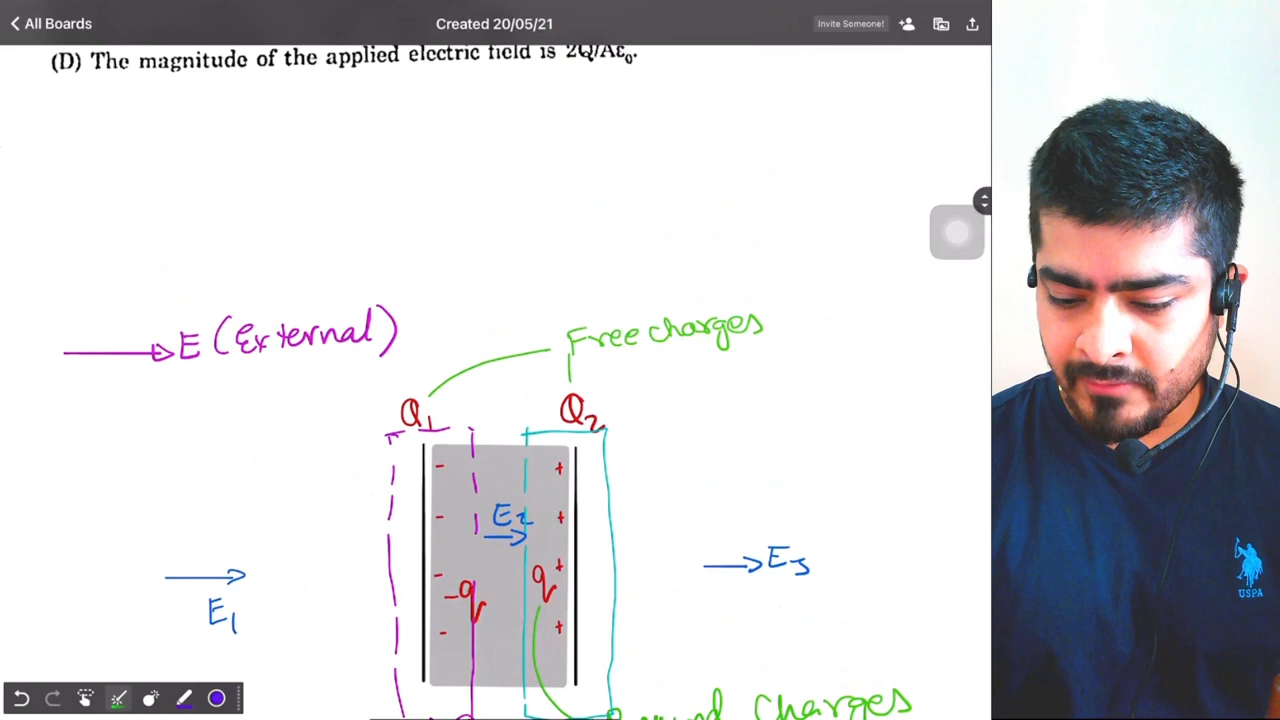 All Boards
Created 20/05/21
Invite Someone!
(D) The magnitude of the applied electric field is 2Q/Aε₀.
E (External)
Free charges
Q₁
Q₂
- +
- E₂ +
- +
-q q
- +
E₁
E₃
charges
USPA